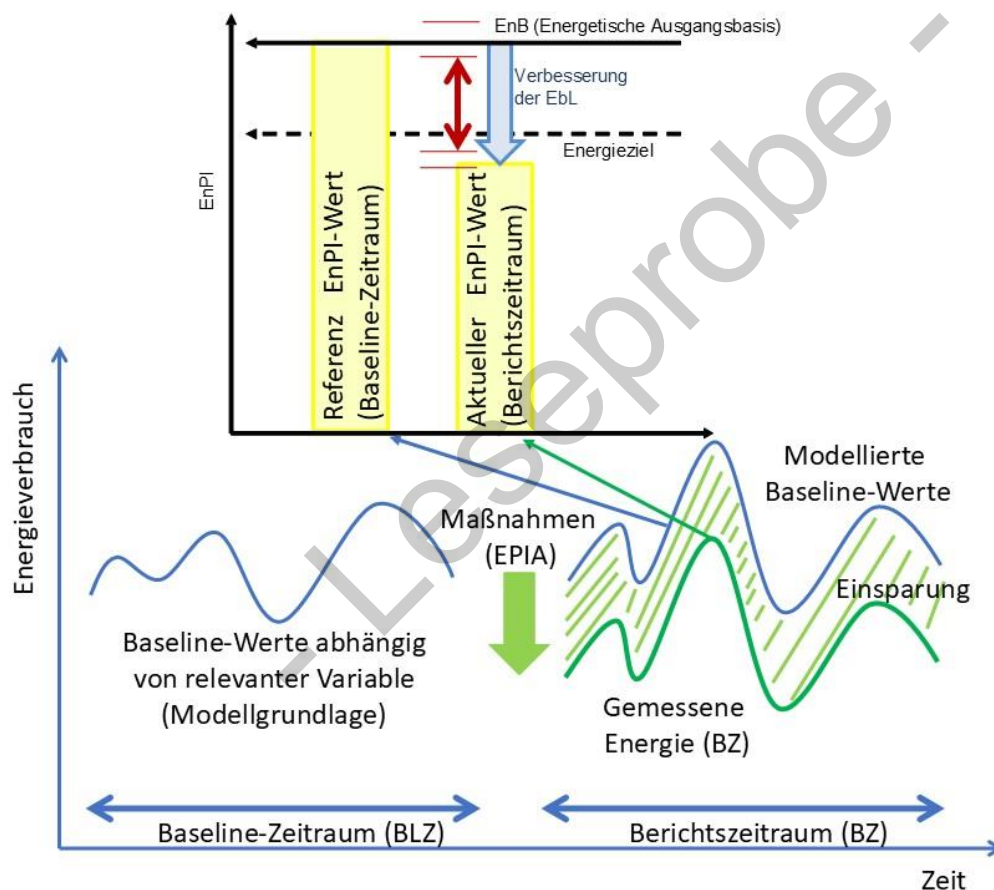 EnB (Energetische Ausgangsbasis)
Verbesserung
der EbL
Energieziel
EnPI
Referenz EnPI-Wert
(Baseline-Zeitraum)
Aktueller EnPI-Wert
(Berichtszeitraum)
- Leseprobe -
Energieverbrauch
Modellierte
Baseline-Werte
Maßnahmen
(EPIA)
Einsparung
Baseline-Werte abhängig
von relevanter Variable
(Modellgrundlage)
Gemessene
Energie (BZ)
Baseline-Zeitraum (BLZ)
Berichtszeitraum (BZ)
Zeit